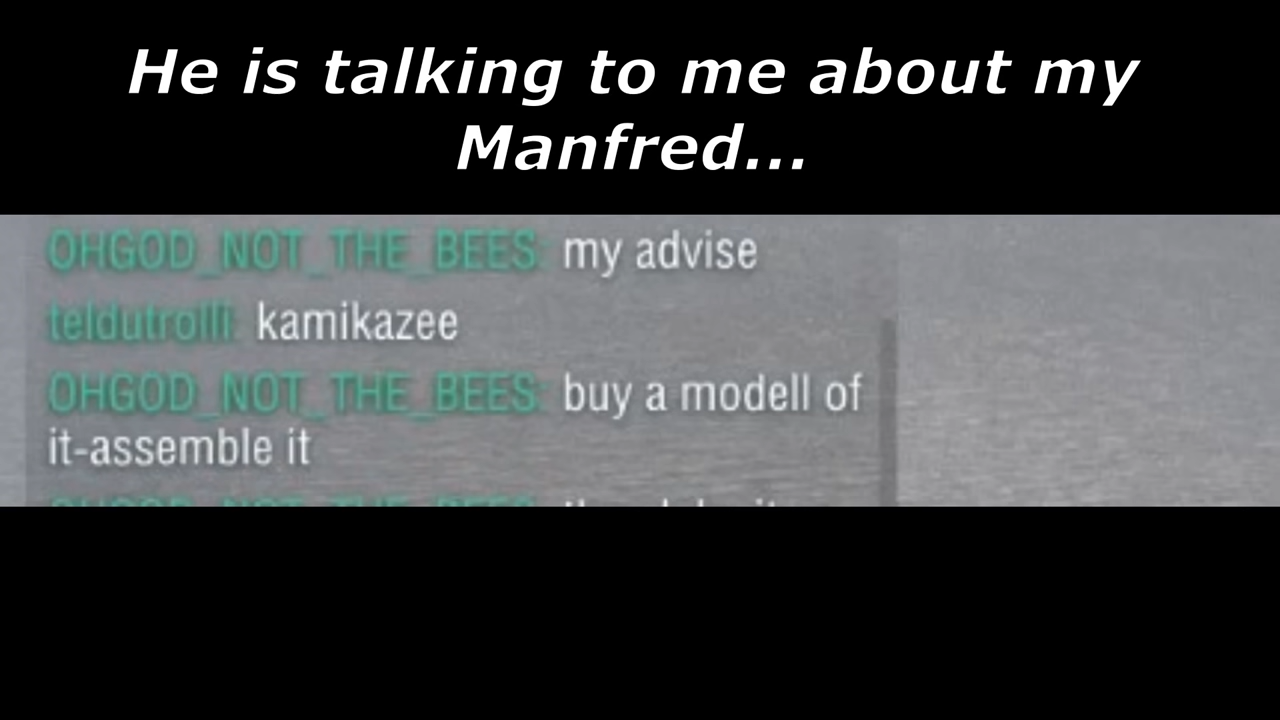 He is talking to me about my
Manfred...
OHGOD_NOT_THE_BEES: my advise
teldutrolli: kamikazee
OHGOD_NOT_THE_BEES: buy a modell of
it-assemble it
OHGOD_NOT_THE_BEES: